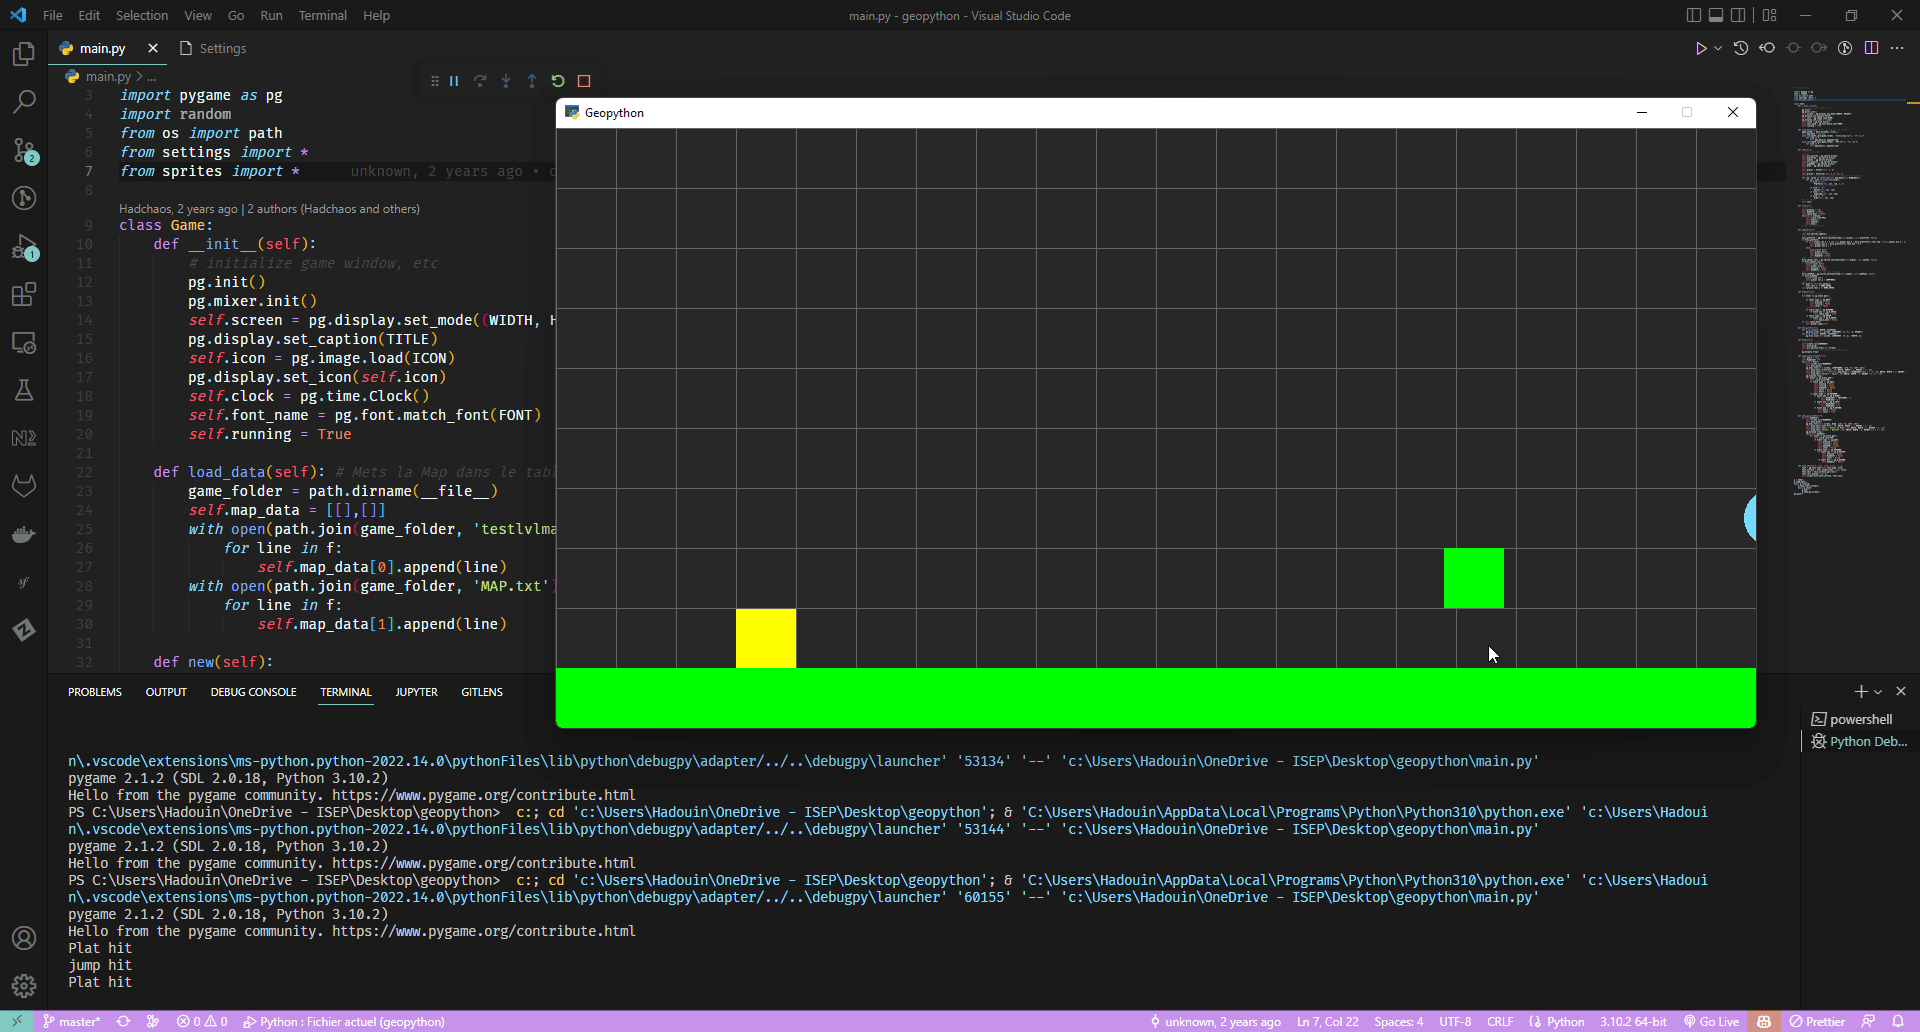 File Edit Selection View Go Run Terminal Help
main.py - geopython - Visual Studio Code
main.py
Settings
main.py > ...
Geopython
3 import pygame as pg
4 import random
5 from os import path
6 from settings import *
7 from sprites import * unknown, 2 years ago •
8
Hadchaos, 2 years ago | 2 authors (Hadchaos and others)
9 class Game:
10 def __init__(self):
11 # initialize game window, etc
12 pg.init()
13 pg.mixer.init()
14 self.screen = pg.display.set_mode((WIDTH, H
15 pg.display.set_caption(TITLE)
16 self.icon = pg.image.load(ICON)
17 pg.display.set_icon(self.icon)
18 self.clock = pg.time.Clock()
19 self.font_name = pg.font.match_font(FONT)
20 self.running = True
21
22 def load_data(self): # Mets la Map dans le tabl
23 game_folder = path.dirname(__file__)
24 self.map_data = [[],[]]
25 with open(path.join(game_folder, 'testlvlma
26 for line in f:
27 self.map_data[0].append(line)
28 with open(path.join(game_folder, 'MAP.txt')
29 for line in f:
30 self.map_data[1].append(line)
31
32 def new(self):
2
1
PROBLEMS OUTPUT DEBUG CONSOLE TERMINAL JUPYTER GITLENS
powershell
Python Deb...
n\.vscode\extensions\ms-python.python-2022.14.0\pythonFiles\lib\python\debugpy\adapter/../..\debugpy\launcher' '53134' '--' 'c:\Users\Hadouin\OneDrive - ISEP\Desktop\geopython\main.py'
pygame 2.1.2 (SDL 2.0.18, Python 3.10.2)
Hello from the pygame community. https://www.pygame.org/contribute.html
PS C:\Users\Hadouin\OneDrive - ISEP\Desktop\geopython> c:; cd 'c:\Users\Hadouin\OneDrive - ISEP\Desktop\geopython'; & 'C:\Users\Hadouin\AppData\Local\Programs\Python\Python310\python.exe' 'c:\Users\Hadoui
n\.vscode\extensions\ms-python.python-2022.14.0\pythonFiles\lib\python\debugpy\adapter/../..\debugpy\launcher' '53144' '--' 'c:\Users\Hadouin\OneDrive - ISEP\Desktop\geopython\main.py'
pygame 2.1.2 (SDL 2.0.18, Python 3.10.2)
Hello from the pygame community. https://www.pygame.org/contribute.html
PS C:\Users\Hadouin\OneDrive - ISEP\Desktop\geopython> c:; cd 'c:\Users\Hadouin\OneDrive - ISEP\Desktop\geopython'; & 'C:\Users\Hadouin\AppData\Local\Programs\Python\Python310\python.exe' 'c:\Users\Hadoui
n\.vscode\extensions\ms-python.python-2022.14.0\pythonFiles\lib\python\debugpy\adapter/../..\debugpy\launcher' '60155' '--' 'c:\Users\Hadouin\OneDrive - ISEP\Desktop\geopython\main.py'
pygame 2.1.2 (SDL 2.0.18, Python 3.10.2)
Hello from the pygame community. https://www.pygame.org/contribute.html
Plat hit
jump hit
Plat hit
master* 0 0 Python : Fichier actuel (geopython) unknown, 2 years ago Ln 7, Col 22 Spaces: 4 UTF-8 CRLF Python 3.10.2 64-bit Go Live Prettier